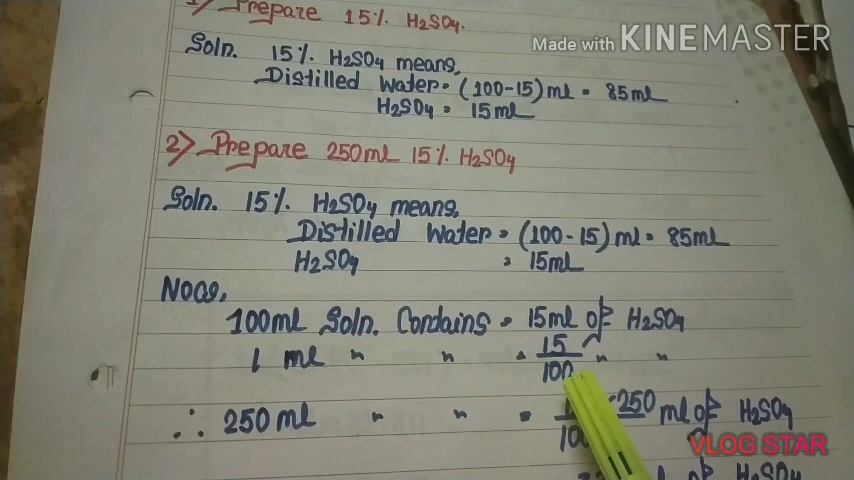 1) Prepare 15% H2SO4.
Made with KINEMASTER
Soln. 15% H2SO4 means,
Distilled Water = (100-15) ml = 85ml
H2SO4 = 15ml
2) Prepare 250ml 15% H2SO4
Soln. 15% H2SO4 means,
Distilled Water = (100-15) ml = 85ml
H2SO4 = 15ml
Now,
100ml Soln. Contains = 15ml of H2SO4
1 ml " " = 15/100 " "
∴ 250 ml " " = 250 ml of H2SO4
VLOG STAR
of H2SO4